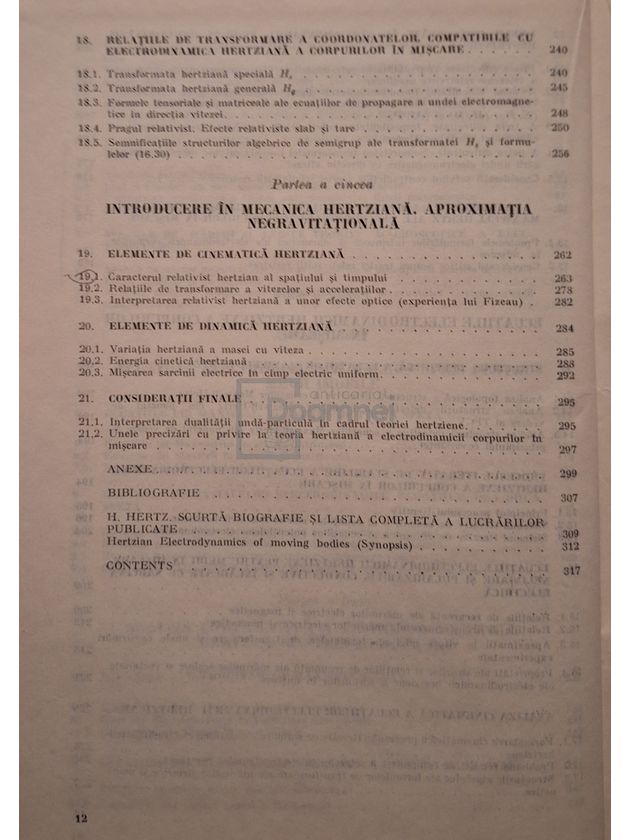 18. RELAȚIILE DE TRANSFORMARE A COORDONATELOR, COMPATIBILE CU
ELECTRODINAMICA HERTZIANĂ A CORPURILOR ÎN MIȘCARE . . . . . . 240
18.1. Transformata hertziană specială Hs . . . . . . . . . . . . . . . 240
18.2. Transformata hertziană generală Hg . . . . . . . . . . . . . . . 245
18.3. Formele tensoriale și matriceale ale ecuațiilor de propagare a undei electromagne-
tice în direcția vitezei. . . . . . . . . . . . . . . . . . . . 248
18.4. Pragul relativist. Efecte relativiste slab și tare . . . . . . . . . . 250
18.5. Semnificațiile structurilor algebrice de semigrup ale transformatei Hs și formu-
lelor (16.30) . . . . . . . . . . . . . . . . . . . . . . . 256
Partea a cincea
INTRODUCERE ÎN MECANICA HERTZIANĂ. APROXIMAȚIA
NEGRAVITAȚIONALĂ
19. ELEMENTE DE CINEMATICĂ HERTZIANĂ . . . . . . . . . . . . . 262
19.1. Caracterul relativist hertzian al spațiului și timpului . . . . . . . . 263
19.2. Relațiile de transformare a vitezelor și accelerațiilor . . . . . . . . 278
19.3. Interpretarea relativist hertziană a unor efecte optice (experiența lui Fizeau) . 282
20. ELEMENTE DE DINAMICĂ HERTZIANĂ . . . . . . . . . . . . . . 284
20.1. Variația hertziană a masei cu viteza . . . . . . . . . . . . . . 285
20.2. Energia cinetică hertziană . . . . . . . . . . . . . . . . . . 288
20.3. Mișcarea sarcinii electrice în cîmp electric uniform . . . . . . . . . 292
21. CONSIDERAȚII FINALE . . . . . . . . . . . . . . . . . . . 295
21.1. Interpretarea dualității undă-particulă în cadrul teoriei hertziene . . . . 295
21.2. Unele precizări cu privire la teoria hertziană a electrodinamicii corpurilor în
mișcare . . . . . . . . . . . . . . . . . . . . . . . . . 297
ANEXE . . . . . . . . . . . . . . . . . . . . . . . . . . 299
BIBLIOGRAFIE . . . . . . . . . . . . . . . . . . . . . . . 307
H. HERTZ. SCURTĂ BIOGRAFIE ȘI LISTA COMPLETĂ A LUCRĂRILOR
PUBLICATE . . . . . . . . . . . . . . . . . . . . . . . . 309
Hertzian Electrodynamics of moving bodies (Synopsis) . . . . . . . . . 312
CONTENTS . . . . . . . . . . . . . . . . . . . . . . . . . 317
12
anticariat
Doamnei